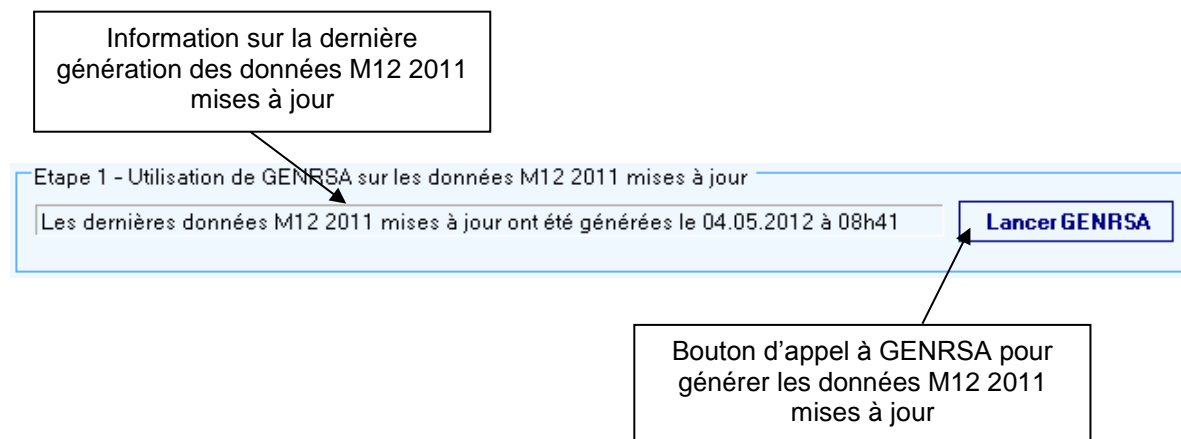 Information sur la dernière
génération des données M12 2011
mises à jour
Etape 1 - Utilisation de GENRSA sur les données M12 2011 mises à jour
Les dernières données M12 2011 mises à jour ont été générées le 04.05.2012 à 08h41
Lancer GENRSA
Bouton d'appel à GENRSA pour
générer les données M12 2011
mises à jour